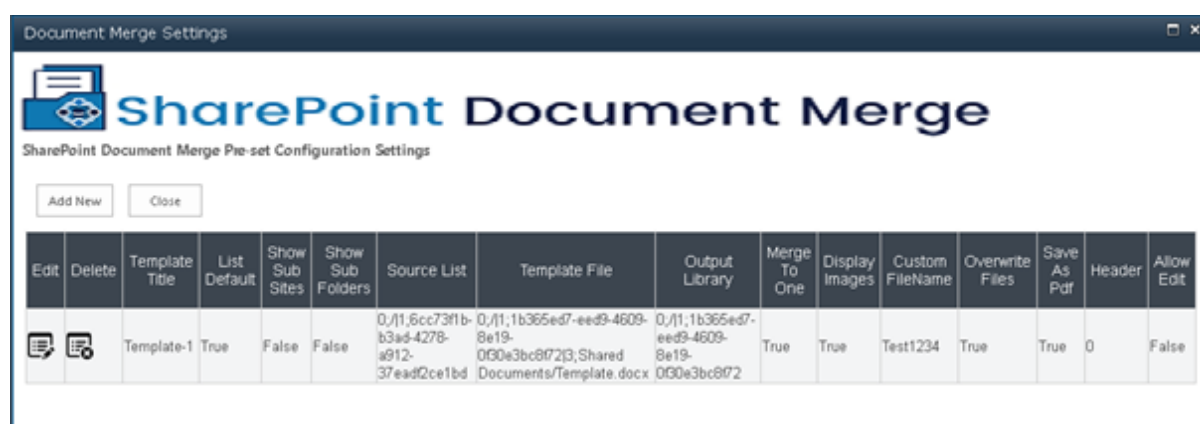 Document Merge Settings
SharePoint Document Merge
SharePoint Document Merge Pre-set Configuration Settings
Add New Close
Edit Delete Template Title List Default Show Sub Sites Show Sub Folders Source List Template File Output Library Merge To One Display Images Custom FileName Overwrite Files Save As Pdf Header Allow Edit
Template-1 True False False 0;/|1;6cc73f1b-b3ad-4278-a912-37eadf2ce1bd 0;/|1;1b365ed7-eed9-4609-8e19-0f30e3bc8f72|3;Shared Documents/Template.docx 0;/|1;1b365ed7-eed9-4609-8e19-0f30e3bc8f72 True True Test1234 True True 0 False